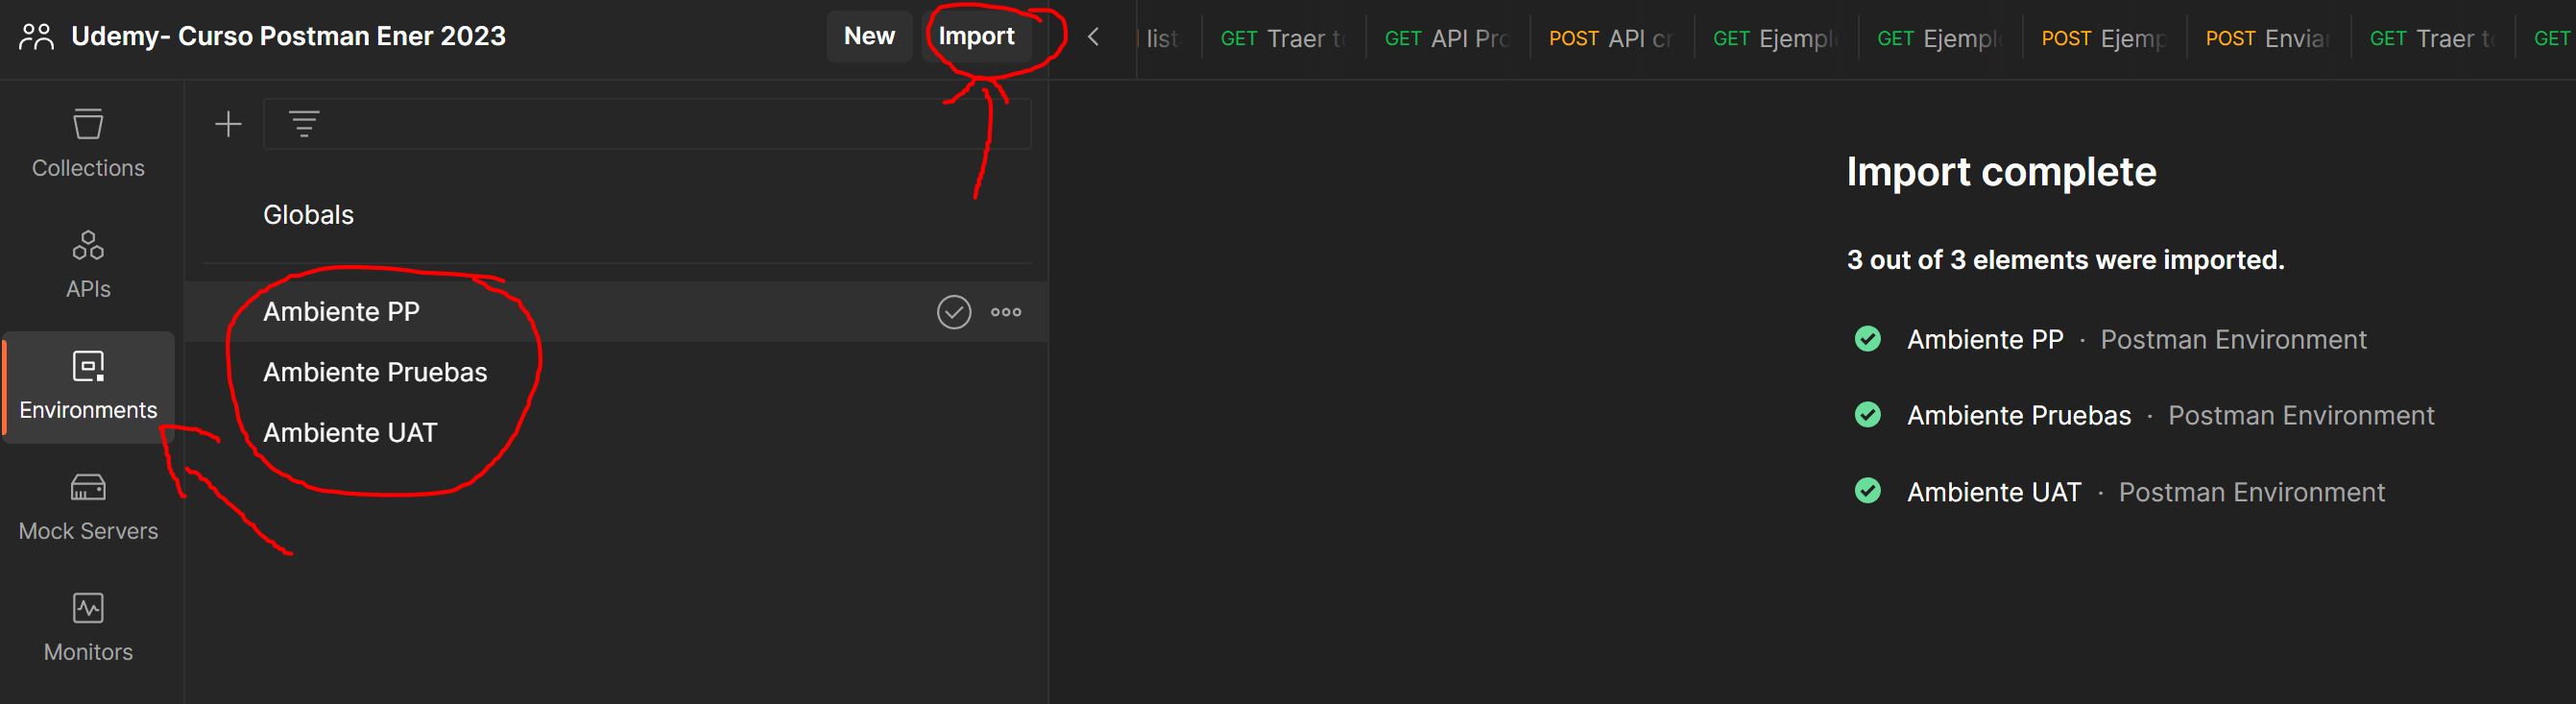 Udemy- Curso Postman Ener 2023
New
Import
list
GET Traer t
GET API Pro
POST API cr
GET Ejempl
GET Ejempl
POST Ejemp
POST Envia
GET Traer t
GET
Collections
APIs
Environments
Mock Servers
Monitors
Globals
Ambiente PP
Ambiente Pruebas
Ambiente UAT
Import complete
3 out of 3 elements were imported.
Ambiente PP · Postman Environment
Ambiente Pruebas · Postman Environment
Ambiente UAT · Postman Environment